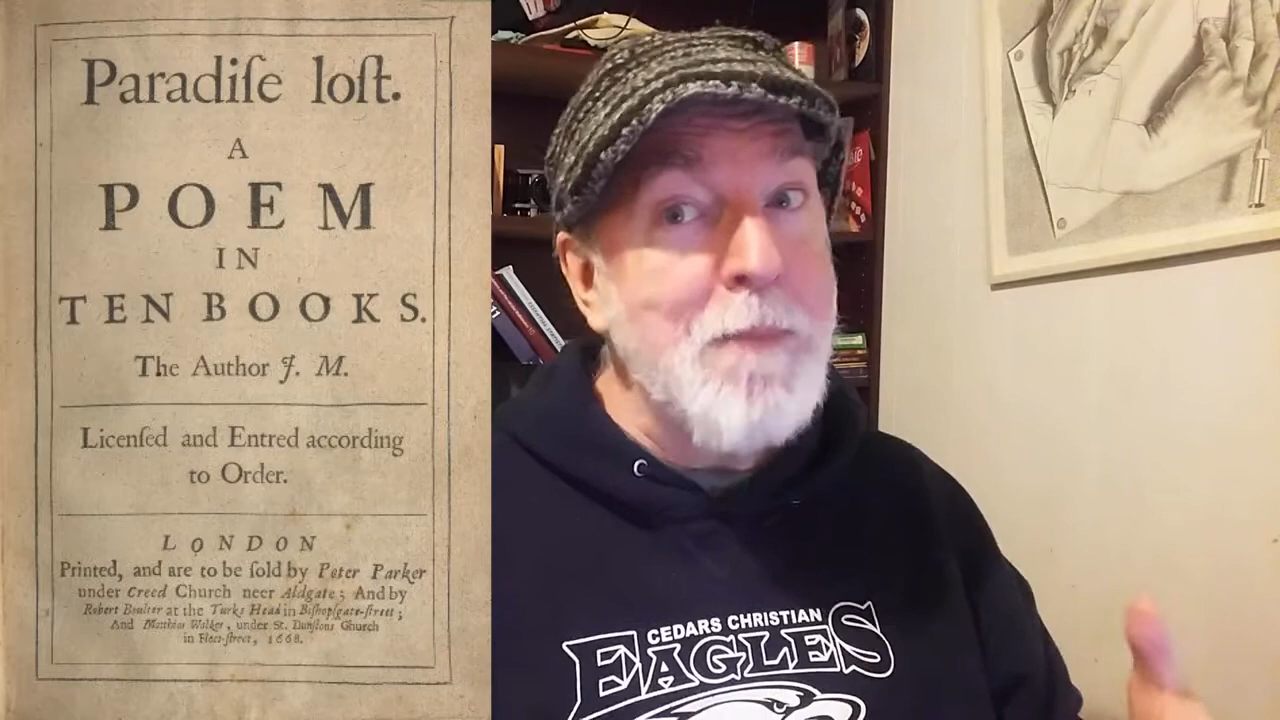 Paradiſe loſt.
A
POEM
IN
TEN BOOKS.
The Author J. M.
Licenſed and Entred according
to Order.
LONDON
Printed, and are to be ſold by Peter Parker
under Creed Church neer Aldgate; And by
Robert Boulter at the Turks Head in Biſhopſgate-ſtreet;
And Matthias Walker, under St. Dunſtons Church
in Fleet-ſtreet, 1668.
CEDARS CHRISTIAN
EAGLES